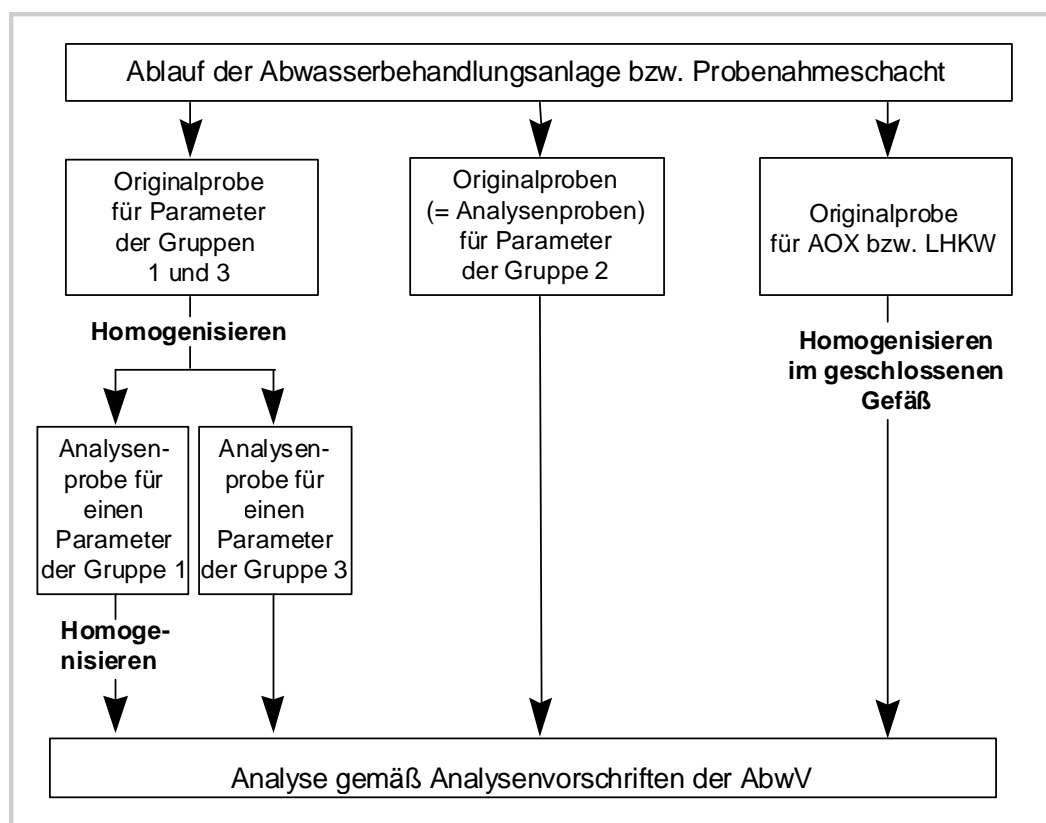 Ablauf der Abwasserbehandlungsanlage bzw. Probenahmeschacht
Originalprobe
für Parameter
der Gruppen
1 und 3
Originalproben
(= Analysenproben)
für Parameter
der Gruppe 2
Originalprobe
für AOX bzw. LHKW
Homogenisieren
Homogenisieren
im geschlossenen
Gefäß
Analysen-
probe für
einen
Parameter
der Gruppe 1
Analysen-
probe für
einen
Parameter
der Gruppe 3
Homoge-
nisieren
Analyse gemäß Analysenvorschriften der AbwV